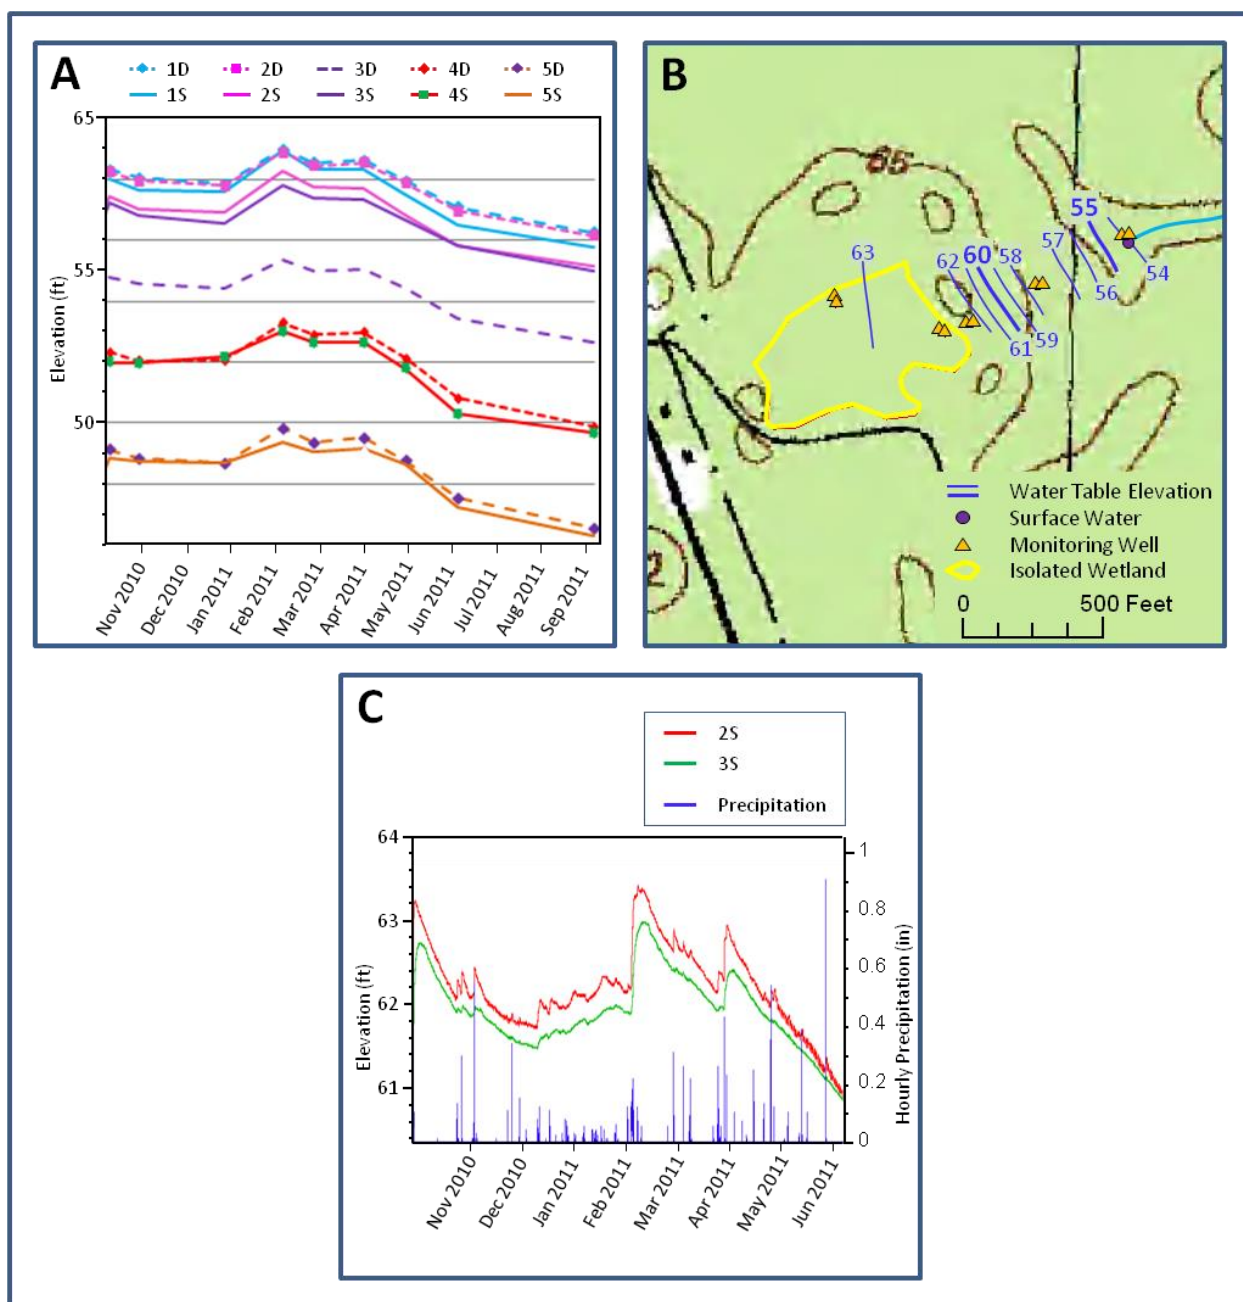 A
1D 2D 3D 4D 5D
1S 2S 3S 4S 5S
65
55
50
Elevation (ft)
Nov 2010 Dec 2010 Jan 2011 Feb 2011 Mar 2011 Apr 2011 May 2011 Jun 2011 Jul 2011 Aug 2011 Sep 2011
B
65
55
63 62 60 58 57 54
56
61 59
2
Water Table Elevation
Surface Water
Monitoring Well
Isolated Wetland
0 500 Feet
C
2S
3S
Precipitation
64
63
62
61
Elevation (ft)
1
0.8
0.6
0.4
0.2
0
Hourly Precipitation (in)
Nov 2010 Dec 2010 Jan 2011 Feb 2011 Mar 2011 Apr 2011 May 2011 Jun 2011